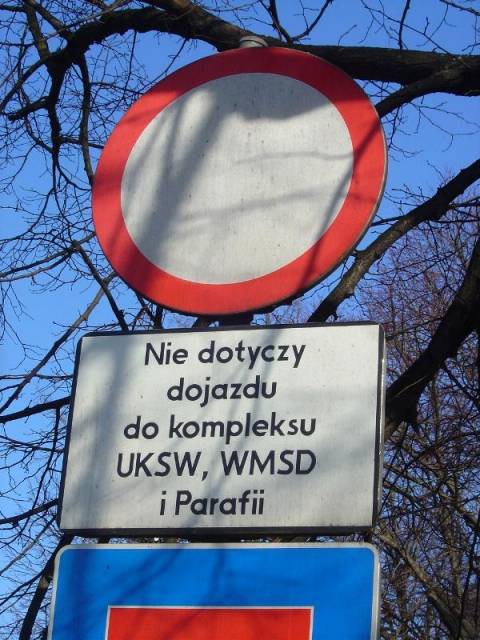 Nie dotyczy
dojazdu
do kompleksu
UKSW, WMSD
i Parafii